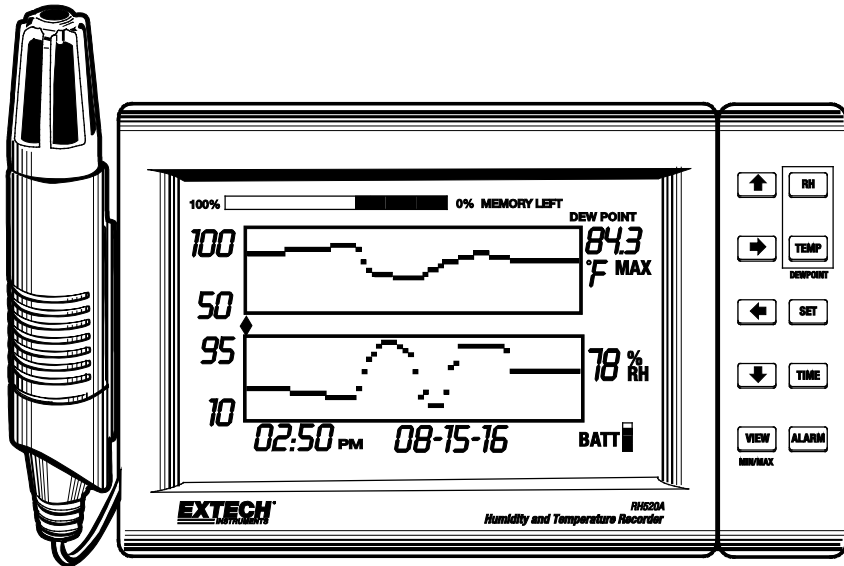 100% 0% MEMORY LEFT
DEW POINT
100 84.3
°F MAX
50
95 78 % RH
10
02:50 PM 08-15-16 BATT
EXTECH
INSTRUMENTS
RH520A
Humidity and Temperature Recorder
RH
TEMP
DEWPOINT
SET
TIME
VIEW ALARM
MIN/MAX